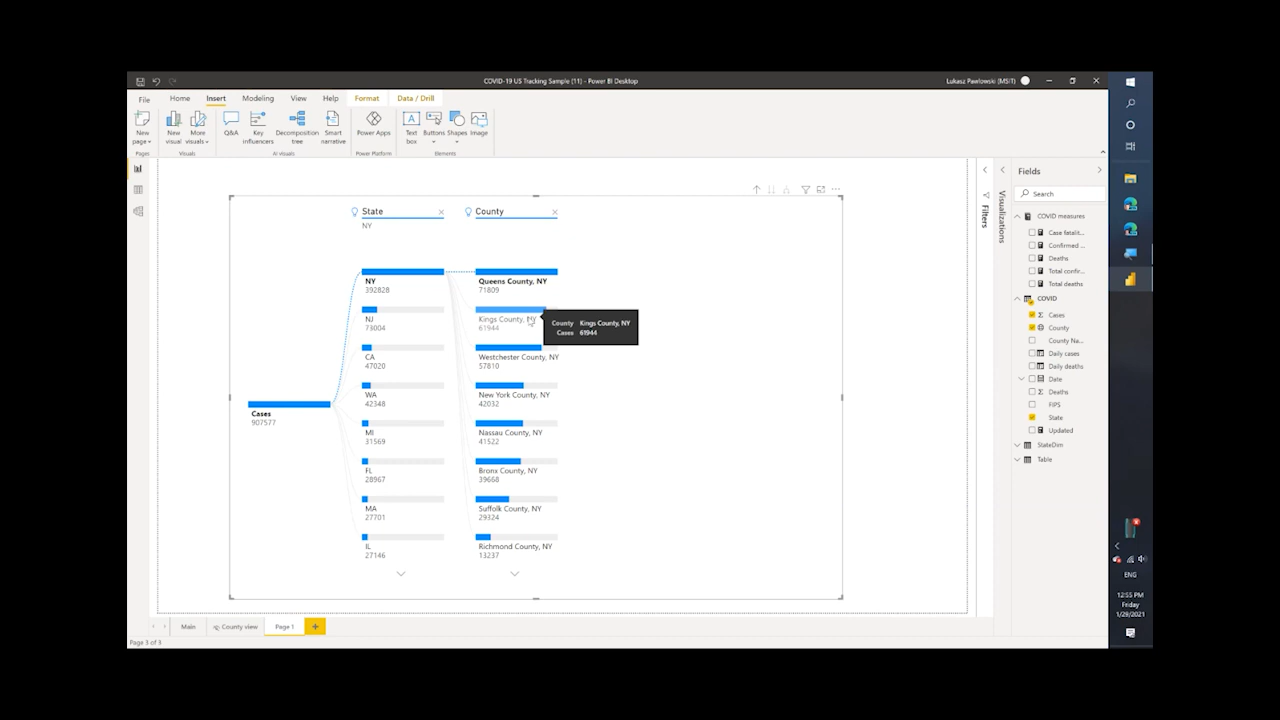 COVID-19 US Tracking Sample (11) - Power BI Desktop
Lukasz Pawlowski (MSIT)
File Home Insert Modeling View Help Format Data / Drill
New page
New visual
More visuals
Q&A
Key influencers
Decomposition tree
Smart narrative
Power Apps
Text box
Buttons
Shapes
Image
Pages
Visuals
AI visuals
Power Platform
Elements
State
NY
County
Cases
907577
NY
392828
NJ
73004
CA
47020
WA
42348
MI
31569
FL
28967
MA
27701
IL
27146
Queens County, NY
71809
Kings County, NY
61944
Westchester County, NY
57810
New York County, NY
42032
Nassau County, NY
41522
Bronx County, NY
39668
Suffolk County, NY
29324
Richmond County, NY
13237
County Kings County, NY
Cases 61944
Filters
Visualizations
Fields
Search
COVID measures
Case fatalit...
Confirmed ...
Deaths
Total confir...
Total deaths
COVID
Cases
County
County Na...
Daily cases
Daily deaths
Date
Deaths
FIPS
State
Updated
StateDim
Table
Main
County view
Page 1
Page 3 of 3
ENG
12:55 PM
Friday
1/29/2021